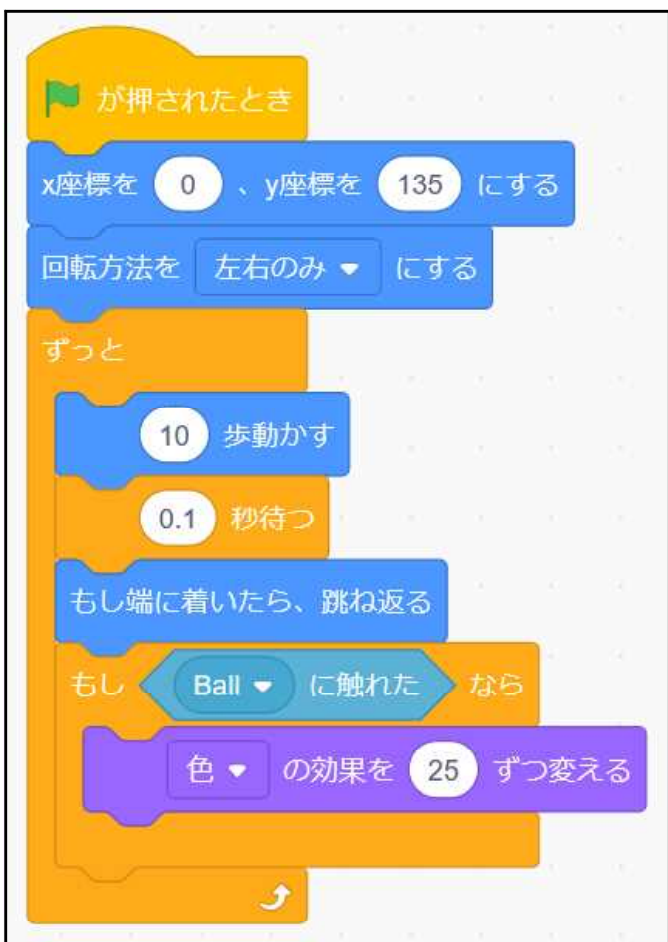 が押されたとき
x座標を 0 、y座標を 135 にする
回転方法を 左右のみ にする
ずっと
10 歩動かす
0.1 秒待つ
もし端に着いたら、跳ね返る
もし Ball に触れた なら
色 の効果を 25 ずつ変える